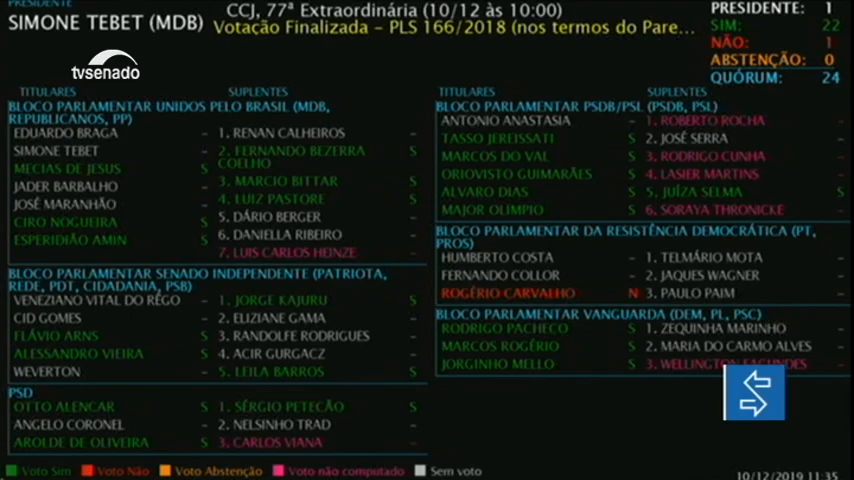 PRESIDENTE
SIMONE TEBET (MDB)
CCJ, 77ª Extraordinária (10/12 às 10:00)
Votação Finalizada – PLS 166/2018 (nos termos do Pare...
PRESIDENTE: 1
SIM: 22
NÃO: 1
ABSTENÇÃO: 0
QUÓRUM: 24
tvsenado
TITULARES SUPLENTES
BLOCO PARLAMENTAR UNIDOS PELO BRASIL (MDB,
REPUBLICANOS, PP)
EDUARDO BRAGA – 1. RENAN CALHEIROS –
SIMONE TEBET – 2. FERNANDO BEZERRA S
COELHO
MECIAS DE JESUS S
JADER BARBALHO – 3. MARCIO BITTAR S
JOSÉ MARANHÃO – 4. LUIZ PASTORE S
CIRO NOGUEIRA S 5. DÁRIO BERGER –
ESPERIDIÃO AMIN S 6. DANIELLA RIBEIRO –
7. LUIS CARLOS HEINZE –
BLOCO PARLAMENTAR SENADO INDEPENDENTE (PATRIOTA,
REDE, PDT, CIDADANIA, PSB)
VENEZIANO VITAL DO RÊGO – 1. JORGE KAJURU S
CID GOMES – 2. ELIZIANE GAMA –
FLÁVIO ARNS S 3. RANDOLFE RODRIGUES –
ALESSANDRO VIEIRA S 4. ACIR GURGACZ –
WEVERTON – 5. LEILA BARROS S
PSD
OTTO ALENCAR S 1. SÉRGIO PETECÃO S
ANGELO CORONEL – 2. NELSINHO TRAD –
AROLDE DE OLIVEIRA S 3. CARLOS VIANA –
TITULARES SUPLENTES
BLOCO PARLAMENTAR PSDB/PSL (PSDB, PSL)
ANTONIO ANASTASIA – 1. ROBERTO ROCHA –
TASSO JEREISSATI S 2. JOSÉ SERRA –
MARCOS DO VAL S 3. RODRIGO CUNHA –
ORIOVISTO GUIMARÃES S 4. LASIER MARTINS –
ALVARO DIAS S 5. JUÍZA SELMA S
MAJOR OLIMPIO S 6. SORAYA THRONICKE –
BLOCO PARLAMENTAR DA RESISTÊNCIA DEMOCRÁTICA (PT,
PROS)
HUMBERTO COSTA – 1. TELMÁRIO MOTA –
FERNANDO COLLOR – 2. JAQUES WAGNER –
ROGÉRIO CARVALHO N 3. PAULO PAIM –
BLOCO PARLAMENTAR VANGUARDA (DEM, PL, PSC)
RODRIGO PACHECO S 1. ZEQUINHA MARINHO –
MARCOS ROGÉRIO S 2. MARIA DO CARMO ALVES –
JORGINHO MELLO S 3. WELLINGTON FAGUNDES –
Voto Sim Voto Não Voto Abstenção Voto não computado Sem voto
10/12/2019 11:35